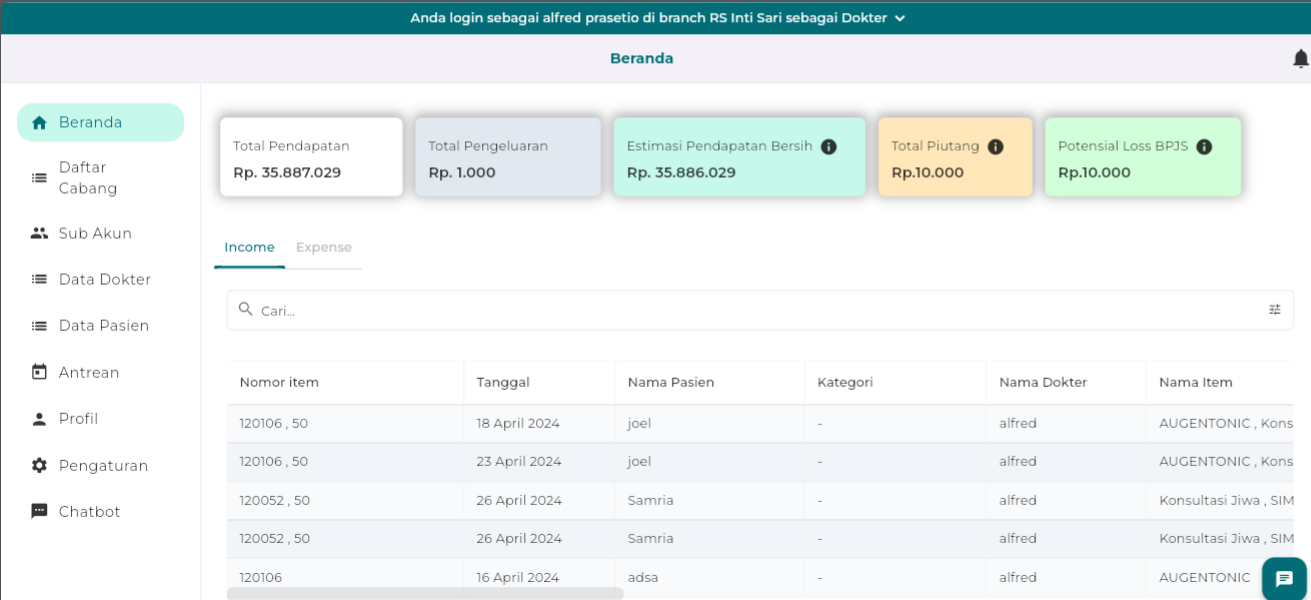 Anda login sebagai alfred prasetio di branch RS Inti Sari sebagai Dokter
Beranda
Beranda
Daftar
Cabang
Sub Akun
Data Dokter
Data Pasien
Antrean
Profil
Pengaturan
Chatbot
Total Pendapatan
Rp. 35.887.029
Total Pengeluaran
Rp. 1.000
Estimasi Pendapatan Bersih
Rp. 35.886.029
Total Piutang
Rp.10.000
Potensial Loss BPJS
Rp.10.000
Income Expense
Cari...
Nomor item Tanggal Nama Pasien Kategori Nama Dokter Nama Item
120106 , 50 18 April 2024 joel - alfred AUGENTONIC , Kons
120106 , 50 23 April 2024 joel - alfred AUGENTONIC , Kons
120052 , 50 26 April 2024 Samria - alfred Konsultasi Jiwa , SIM
120052 , 50 26 April 2024 Samria - alfred Konsultasi Jiwa , SIM
120106 16 April 2024 adsa - alfred AUGENTONIC